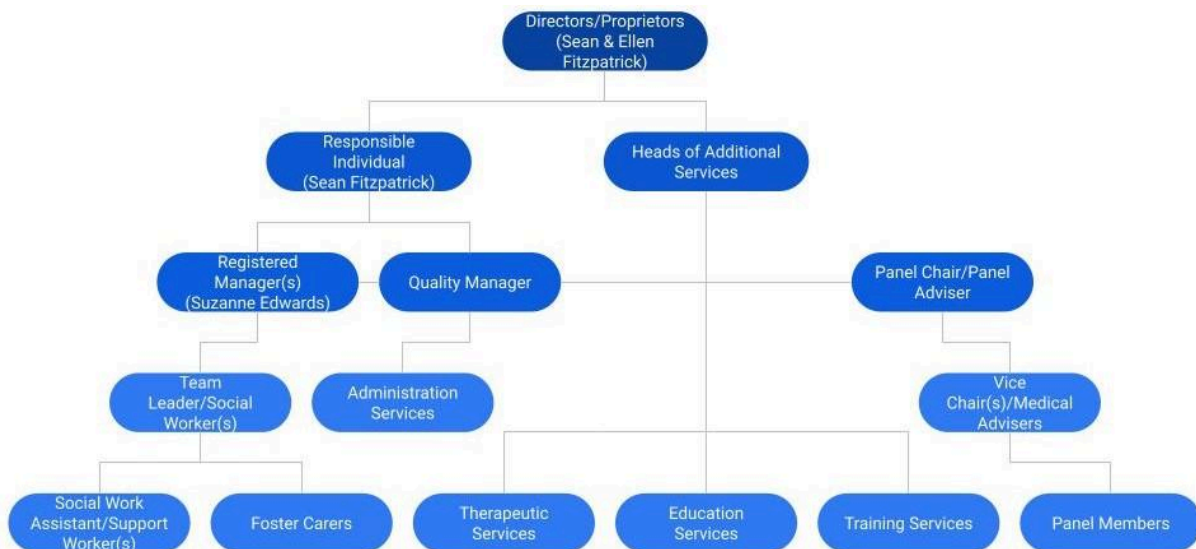 Directors/Proprietors
(Sean & Ellen
Fitzpatrick)
Responsible
Individual
(Sean Fitzpatrick)
Heads of Additional
Services
Registered
Manager(s)
(Suzanne Edwards)
Quality Manager
Panel Chair/Panel
Adviser
Team
Leader/Social
Worker(s)
Administration
Services
Vice
Chair(s)/Medical
Advisers
Social Work
Assistant/Support
Worker(s)
Foster Carers
Therapeutic
Services
Education
Services
Training Services
Panel Members